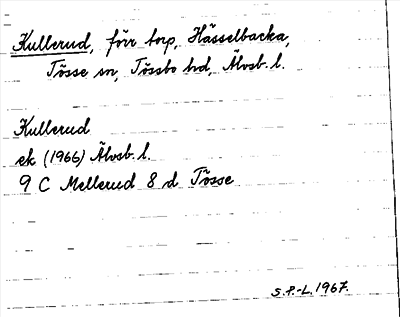 Kullerud, förr torp, Hässelbacka,
Tösse sn, Tössbo hd, Älvsb. l.
Kullerud
ek (1966) Älvsb. l.
9 C Mellerud 8 d Tösse
S.P.-L. 1967.